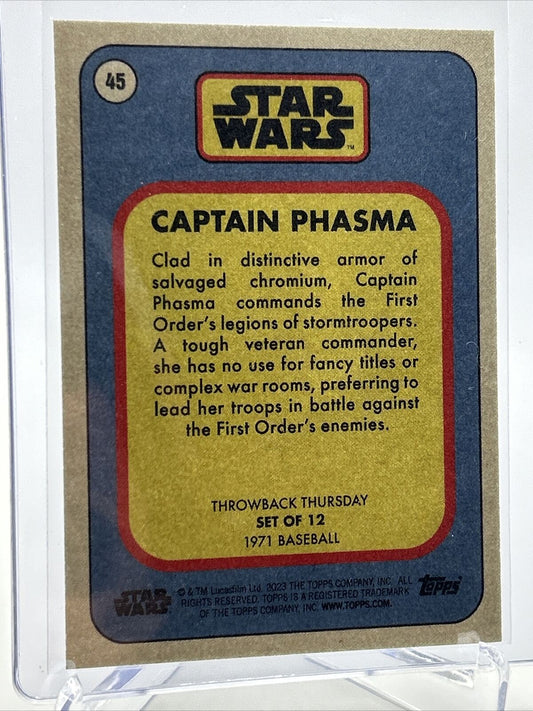 45
STAR
WARS™
CAPTAIN PHASMA
Clad in distinctive armor of
salvaged chromium, Captain
Phasma commands the First
Order's legions of stormtroopers.
A tough veteran commander,
she has no use for fancy titles or
complex war rooms, preferring to
lead her troops in battle against
the First Order's enemies.
THROWBACK THURSDAY
SET OF 12
1971 BASEBALL
STAR
WARS
© & TM Lucasfilm Ltd. 2023 THE TOPPS COMPANY, INC. ALL
RIGHTS RESERVED. TOPPS IS A REGISTERED TRADEMARK
OF THE TOPPS COMPANY, INC. WWW.TOPPS.COM.
Topps